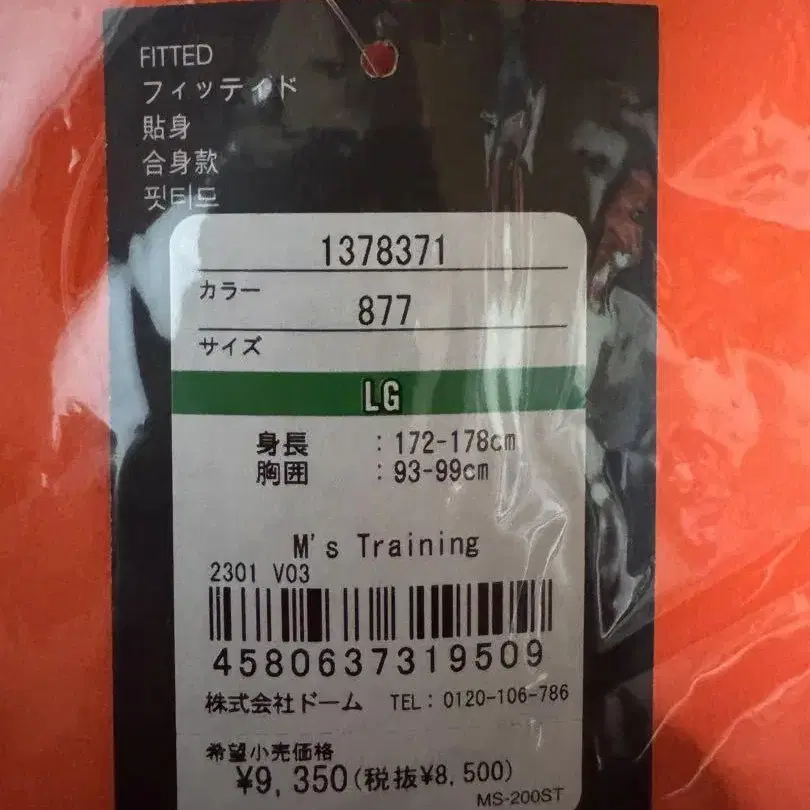 FITTED
フィッティド
貼身
合身款
핏티드
1378371
カラー
877
サイズ
LG
身長 : 172-178cm
胸囲 : 93-99cm
M's Training
2301 V03
4580637319509
株式会社ドーム TEL: 0120-106-786
希望小売価格
¥9,350(税抜¥8,500)
MS-200ST